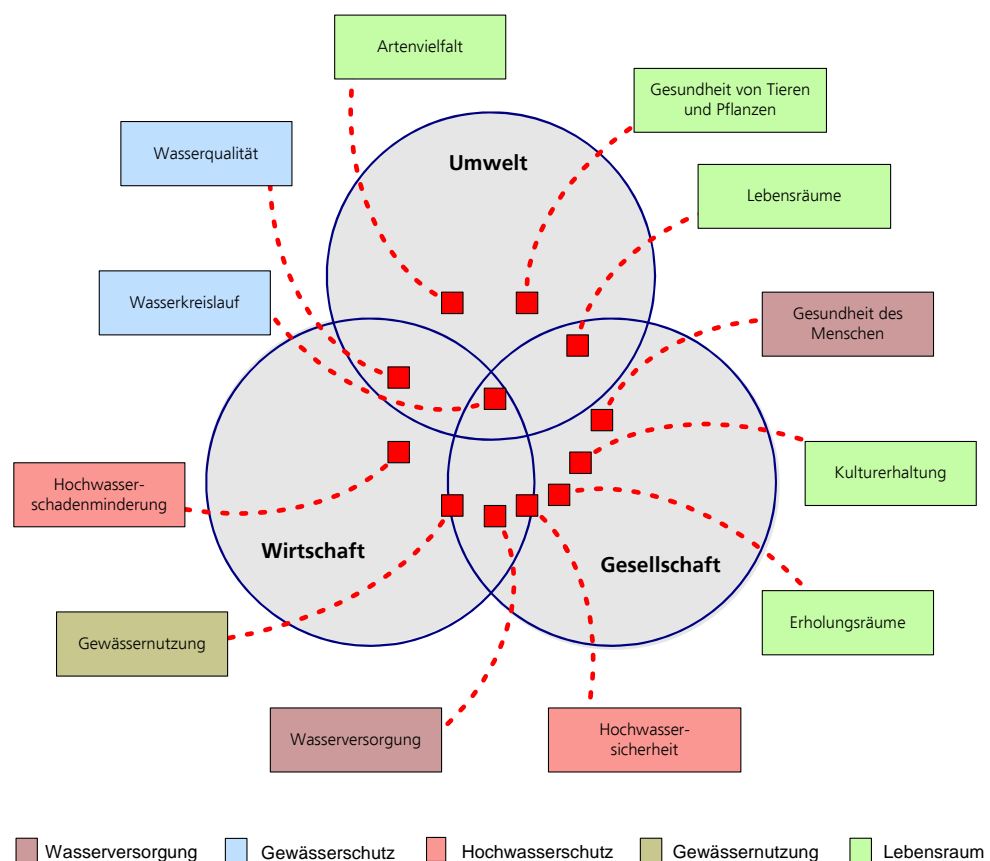 Artenvielfalt
Gesundheit von Tieren
und Pflanzen
Wasserqualität
Umwelt
Lebensräume
Wasserkreislauf
Gesundheit des
Menschen
Hochwasser-
schadenminderung
Kulturerhaltung
Wirtschaft
Gesellschaft
Gewässernutzung
Erholungsräume
Wasserversorgung
Hochwasser-
sicherheit
Wasserversorgung
Gewässerschutz
Hochwasserschutz
Gewässernutzung
Lebensraum